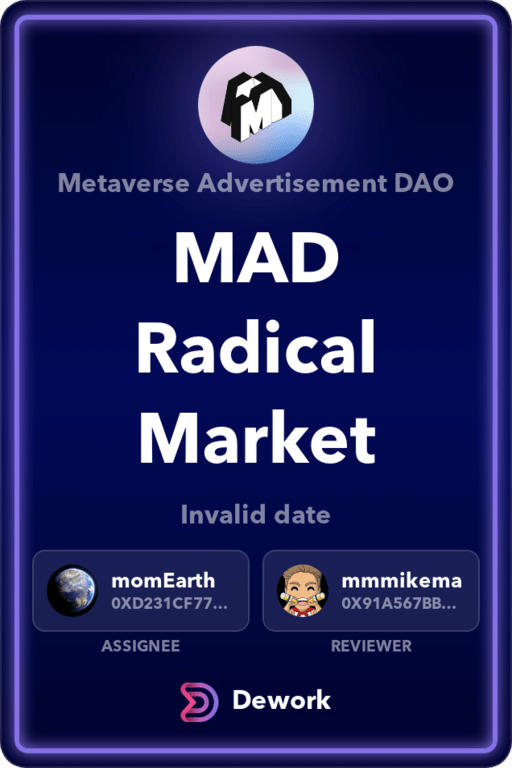 M
Metaverse Advertisement DAO
MAD
Radical
Market
Invalid date
momEarth
0XD231CF77...
mmmikema
0X91A567BB...
ASSIGNEE
REVIEWER
Dework